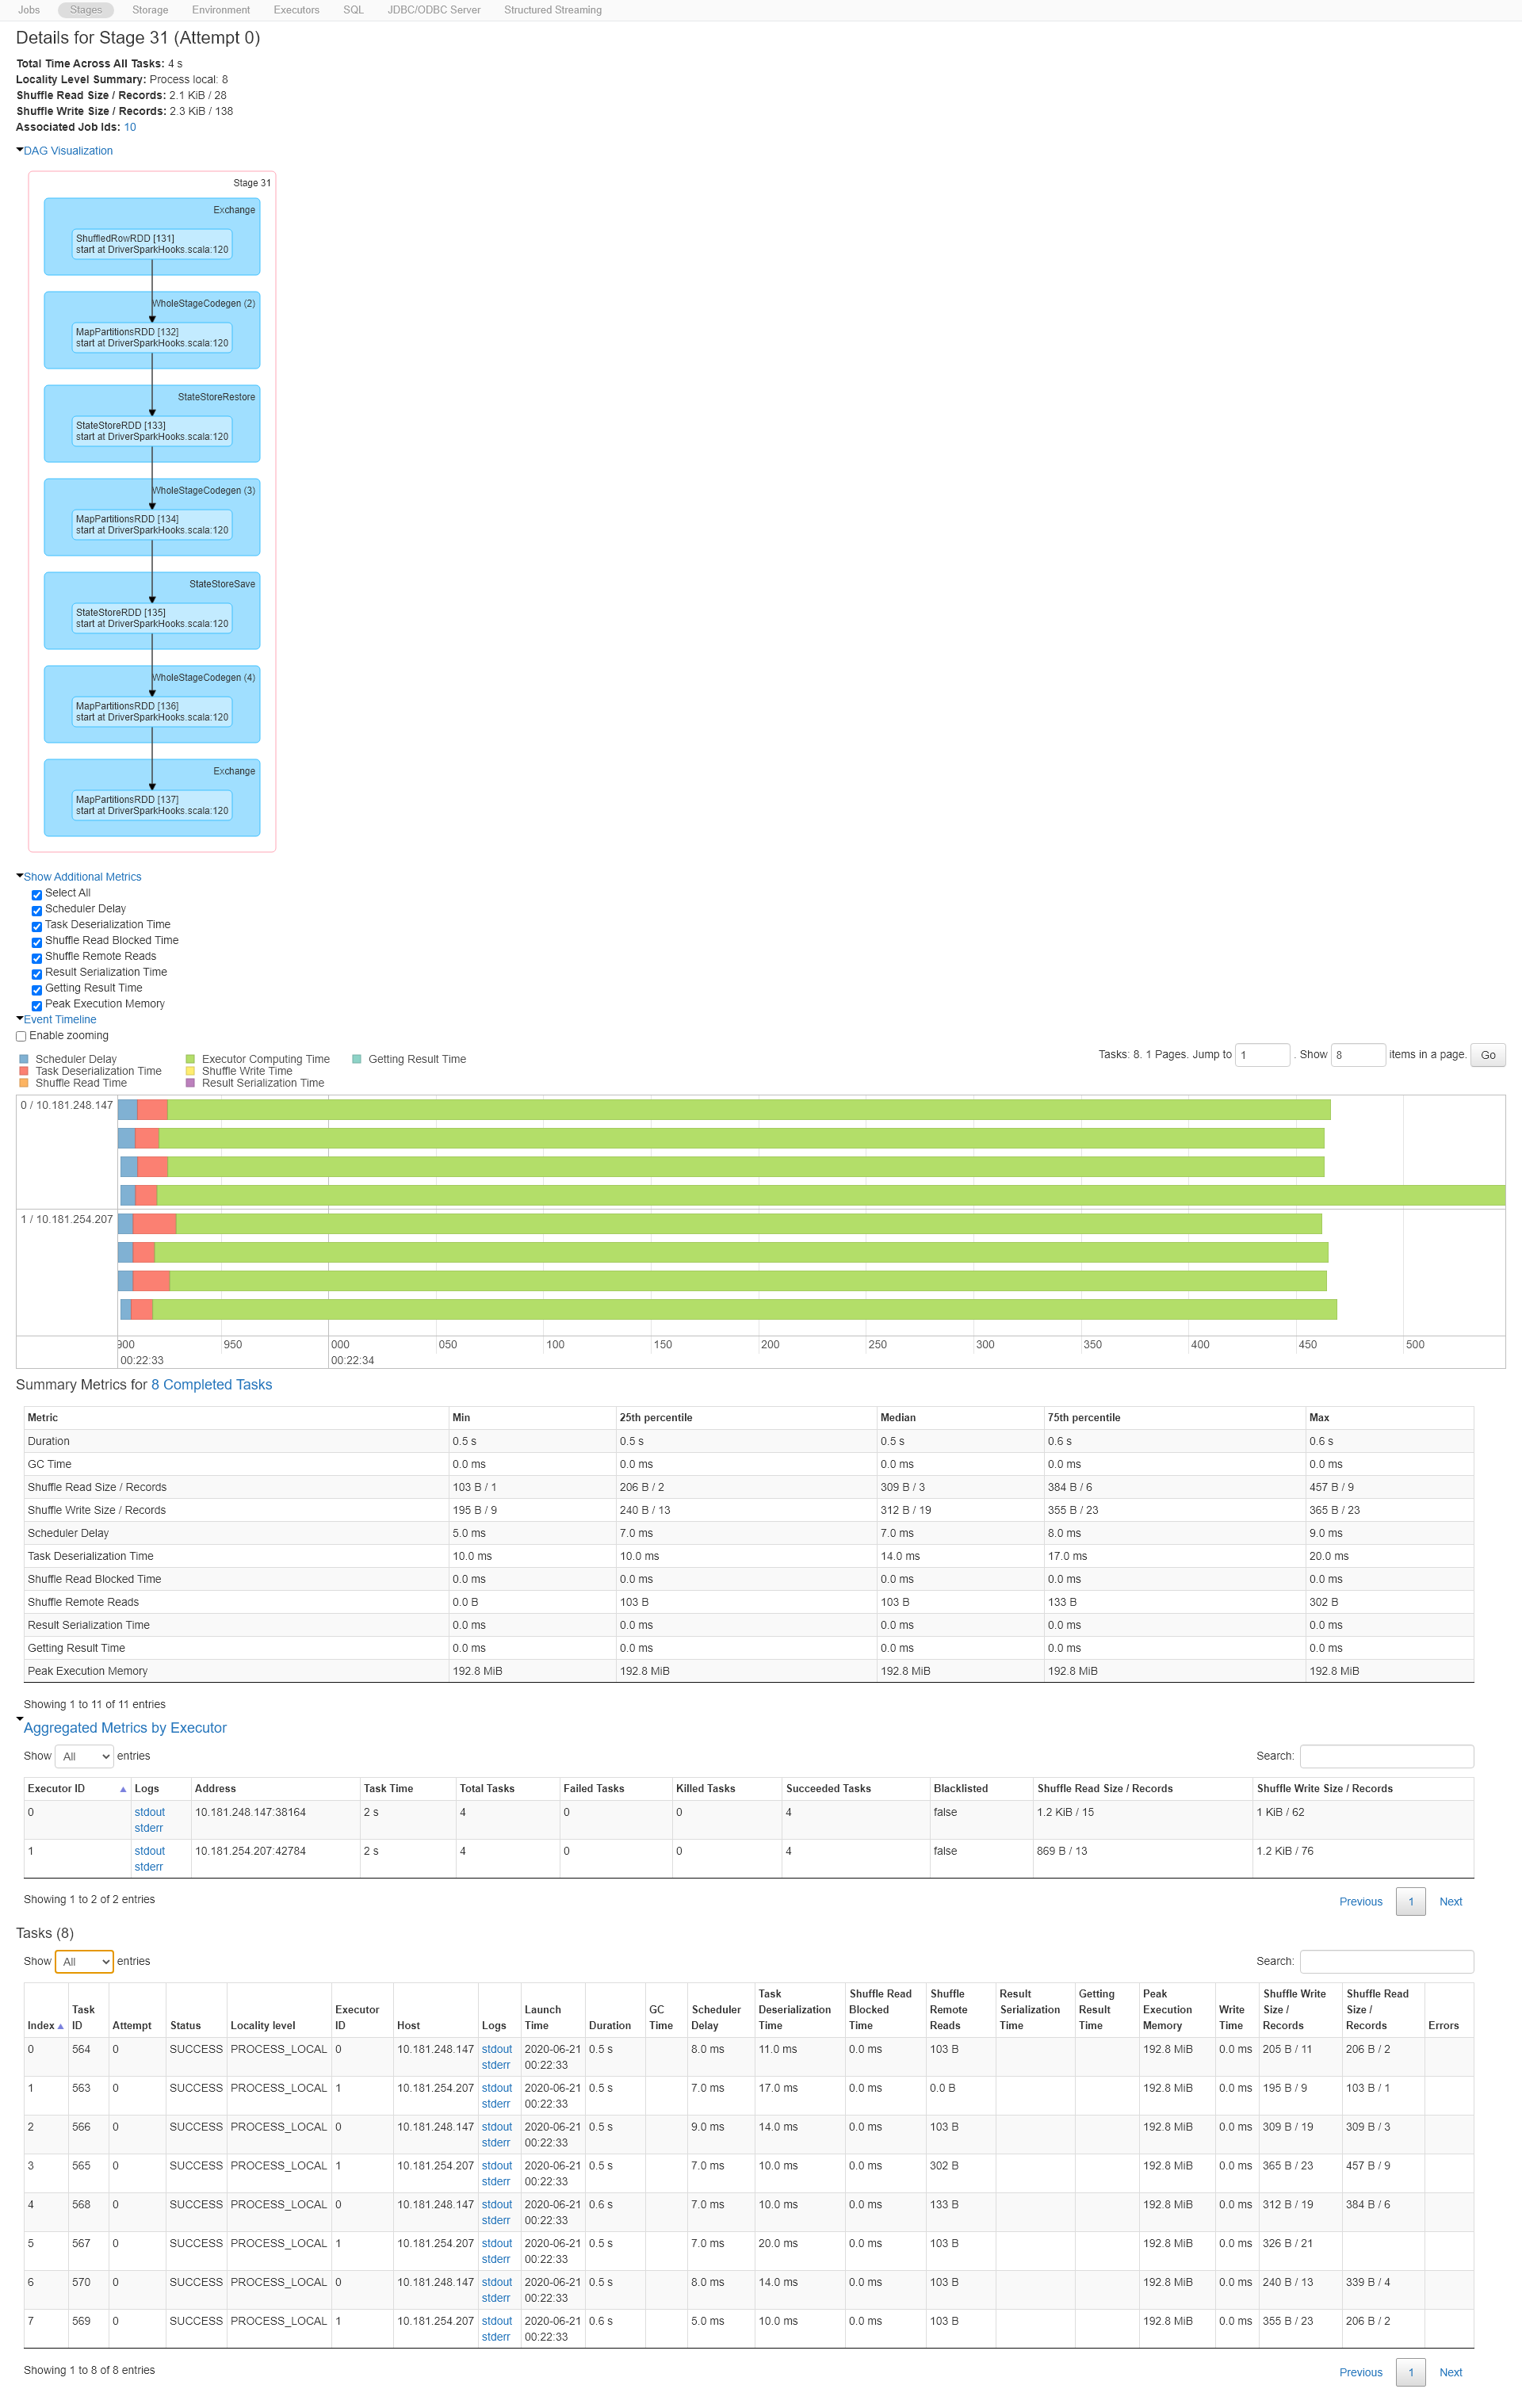 Jobs Stages Storage Environment Executors SQL JDBC/ODBC Server Structured Streaming
Details for Stage 31 (Attempt 0)
Total Time Across All Tasks: 4 s
Locality Level Summary: Process local: 8
Shuffle Read Size / Records: 2.1 KiB / 28
Shuffle Write Size / Records: 2.3 KiB / 138
Associated Job Ids: 10
DAG Visualization
Stage 31
Exchange
ShuffledRowRDD [131]
start at DriverSparkHooks.scala:120
WholeStageCodegen (2)
MapPartitionsRDD [132]
start at DriverSparkHooks.scala:120
StateStoreRestore
StateStoreRDD [133]
start at DriverSparkHooks.scala:120
WholeStageCodegen (3)
MapPartitionsRDD [134]
start at DriverSparkHooks.scala:120
StateStoreSave
StateStoreRDD [135]
start at DriverSparkHooks.scala:120
WholeStageCodegen (4)
MapPartitionsRDD [136]
start at DriverSparkHooks.scala:120
Exchange
MapPartitionsRDD [137]
start at DriverSparkHooks.scala:120
Show Additional Metrics
Select All
Scheduler Delay
Task Deserialization Time
Shuffle Read Blocked Time
Shuffle Remote Reads
Result Serialization Time
Getting Result Time
Peak Execution Memory
Event Timeline
Enable zooming
Scheduler Delay Executor Computing Time Getting Result Time
Task Deserialization Time Shuffle Write Time
Shuffle Read Time Result Serialization Time
Tasks: 8. 1 Pages. Jump to 1 . Show 8 items in a page. Go
0 / 10.181.248.147
1 / 10.181.254.207
900 950 000 050 100 150 200 250 300 350 400 450 500
00:22:33 00:22:34
Summary Metrics for 8 Completed Tasks
Metric Min 25th percentile Median 75th percentile Max
Duration 0.5 s 0.5 s 0.5 s 0.6 s 0.6 s
GC Time 0.0 ms 0.0 ms 0.0 ms 0.0 ms 0.0 ms
Shuffle Read Size / Records 103 B / 1 206 B / 2 309 B / 3 384 B / 6 457 B / 9
Shuffle Write Size / Records 195 B / 9 240 B / 13 312 B / 19 355 B / 23 365 B / 23
Scheduler Delay 5.0 ms 7.0 ms 7.0 ms 8.0 ms 9.0 ms
Task Deserialization Time 10.0 ms 10.0 ms 14.0 ms 17.0 ms 20.0 ms
Shuffle Read Blocked Time 0.0 ms 0.0 ms 0.0 ms 0.0 ms 0.0 ms
Shuffle Remote Reads 0.0 B 103 B 103 B 133 B 302 B
Result Serialization Time 0.0 ms 0.0 ms 0.0 ms 0.0 ms 0.0 ms
Getting Result Time 0.0 ms 0.0 ms 0.0 ms 0.0 ms 0.0 ms
Peak Execution Memory 192.8 MiB 192.8 MiB 192.8 MiB 192.8 MiB 192.8 MiB
Showing 1 to 11 of 11 entries
Aggregated Metrics by Executor
Show All entries Search:
Executor ID Logs Address Task Time Total Tasks Failed Tasks Killed Tasks Succeeded Tasks Blacklisted Shuffle Read Size / Records Shuffle Write Size / Records
0 stdout 10.181.248.147:38164 2 s 4 0 0 4 false 1.2 KiB / 15 1 KiB / 62
stderr
1 stdout 10.181.254.207:42784 2 s 4 0 0 4 false 869 B / 13 1.2 KiB / 76
stderr
Showing 1 to 2 of 2 entries Previous 1 Next
Tasks (8)
Show All entries Search:
Task Shuffle Read Shuffle Result Getting Peak Shuffle Write Shuffle Read
Task Executor Launch GC Scheduler Deserialization Blocked Remote Serialization Result Execution Write Size / Size /
Index ID Attempt Status Locality level ID Host Logs Time Duration Time Delay Time Time Reads Time Time Memory Time Records Records Errors
0 564 0 SUCCESS PROCESS_LOCAL 0 10.181.248.147 stdout 2020-06-21 0.5 s 8.0 ms 11.0 ms 0.0 ms 103 B 192.8 MiB 0.0 ms 205 B / 11 206 B / 2
stderr 00:22:33
1 563 0 SUCCESS PROCESS_LOCAL 1 10.181.254.207 stdout 2020-06-21 0.5 s 7.0 ms 17.0 ms 0.0 ms 0.0 B 192.8 MiB 0.0 ms 195 B / 9 103 B / 1
stderr 00:22:33
2 566 0 SUCCESS PROCESS_LOCAL 0 10.181.248.147 stdout 2020-06-21 0.5 s 9.0 ms 14.0 ms 0.0 ms 103 B 192.8 MiB 0.0 ms 309 B / 19 309 B / 3
stderr 00:22:33
3 565 0 SUCCESS PROCESS_LOCAL 1 10.181.254.207 stdout 2020-06-21 0.5 s 7.0 ms 10.0 ms 0.0 ms 302 B 192.8 MiB 0.0 ms 365 B / 23 457 B / 9
stderr 00:22:33
4 568 0 SUCCESS PROCESS_LOCAL 0 10.181.248.147 stdout 2020-06-21 0.6 s 7.0 ms 10.0 ms 0.0 ms 133 B 192.8 MiB 0.0 ms 312 B / 19 384 B / 6
stderr 00:22:33
5 567 0 SUCCESS PROCESS_LOCAL 1 10.181.254.207 stdout 2020-06-21 0.5 s 7.0 ms 20.0 ms 0.0 ms 103 B 192.8 MiB 0.0 ms 326 B / 21
stderr 00:22:33
6 570 0 SUCCESS PROCESS_LOCAL 0 10.181.248.147 stdout 2020-06-21 0.5 s 8.0 ms 14.0 ms 0.0 ms 103 B 192.8 MiB 0.0 ms 240 B / 13 339 B / 4
stderr 00:22:33
7 569 0 SUCCESS PROCESS_LOCAL 1 10.181.254.207 stdout 2020-06-21 0.6 s 5.0 ms 10.0 ms 0.0 ms 103 B 192.8 MiB 0.0 ms 355 B / 23 206 B / 2
stderr 00:22:33
Showing 1 to 8 of 8 entries Previous 1 Next